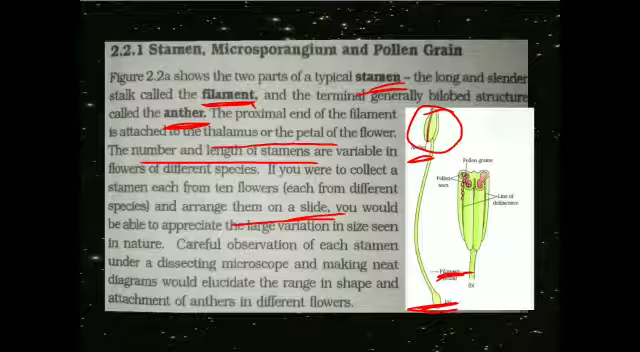 2.2.1 Stamen, Microsporangium and Pollen Grain
Figure 2.2a shows the two parts of a typical stamen – the long and slender
stalk called the filament, and the terminal generally bilobed structure
called the anther. The proximal end of the filament
is attached to the thalamus or the petal of the flower.
The number and length of stamens are variable in
flowers of different species. If you were to collect a
stamen each from ten flowers (each from different
species) and arrange them on a slide, you would
be able to appreciate the large variation in size seen
in nature. Careful observation of each stamen
under a dissecting microscope and making neat
diagrams would elucidate the range in shape and
attachment of anthers in different flowers.
Pollen grains
Pollen
sacs
Line of
dehiscence
(b)